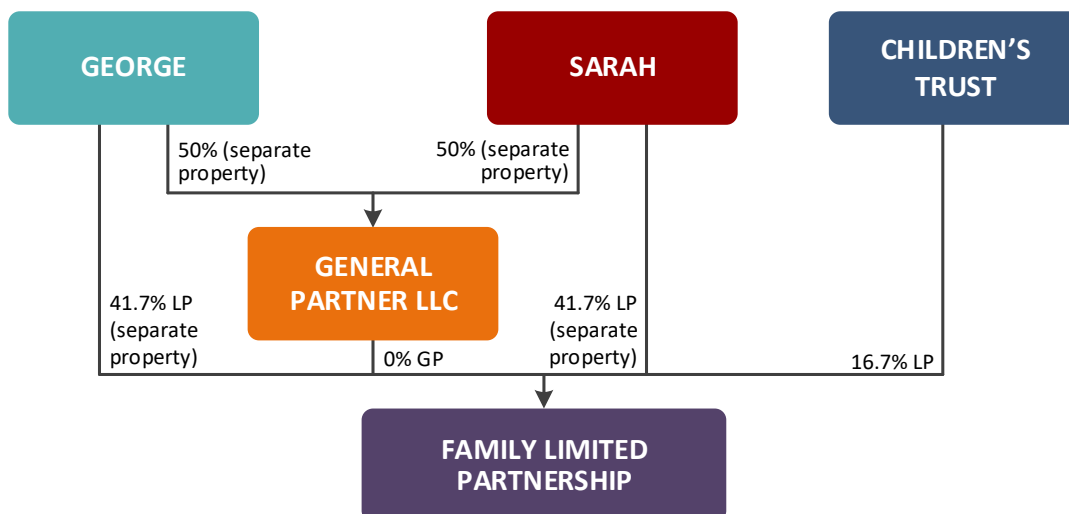 GEORGE
SARAH
CHILDREN’S
TRUST
50% (separate
property)
50% (separate
property)
GENERAL
PARTNER LLC
41.7% LP
(separate
property)
41.7% LP
(separate
property)
0% GP
16.7% LP
FAMILY LIMITED
PARTNERSHIP